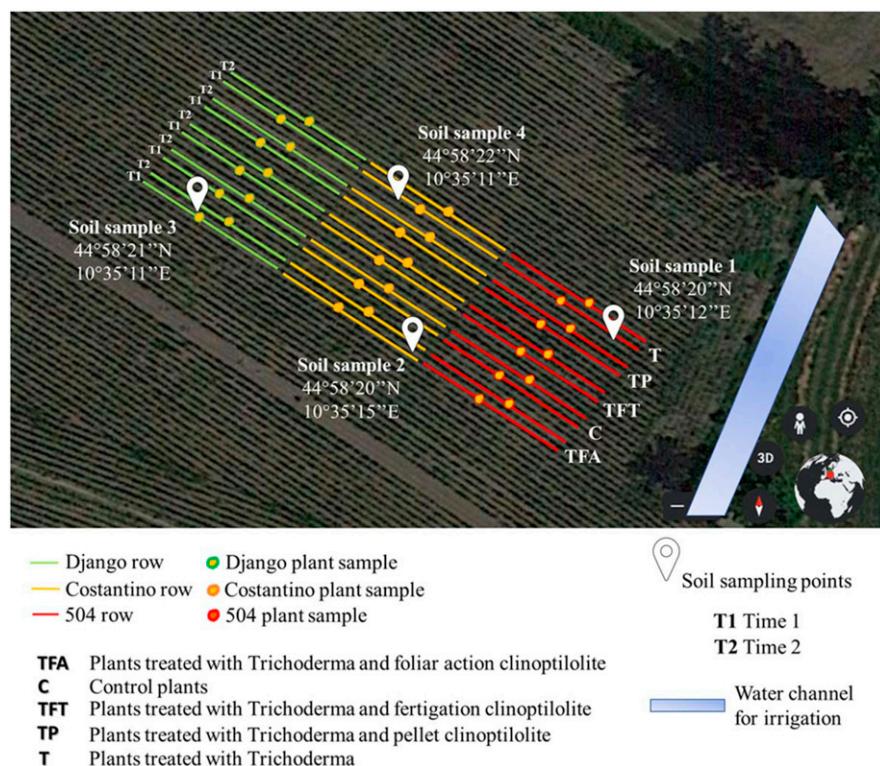 T2
T1
T2
T1
T2
T1
T2
T1
T2
T1
Soil sample 4
44°58’22’’N
10°35’11’’E
Soil sample 3
44°58’21’’N
10°35’11’’E
Soil sample 1
44°58’20’’N
10°35’12’’E
Soil sample 2
44°58’20’’N
10°35’15’’E
T
TP
TFT
C
TFA
3D
Django row
Costantino row
504 row
Django plant sample
Costantino plant sample
504 plant sample
Soil sampling points
T1 Time 1
T2 Time 2
TFA Plants treated with Trichoderma and foliar action clinoptilolite
C Control plants
TFT Plants treated with Trichoderma and fertigation clinoptilolite
TP Plants treated with Trichoderma and pellet clinoptilolite
T Plants treated with Trichoderma
Water channel
for irrigation